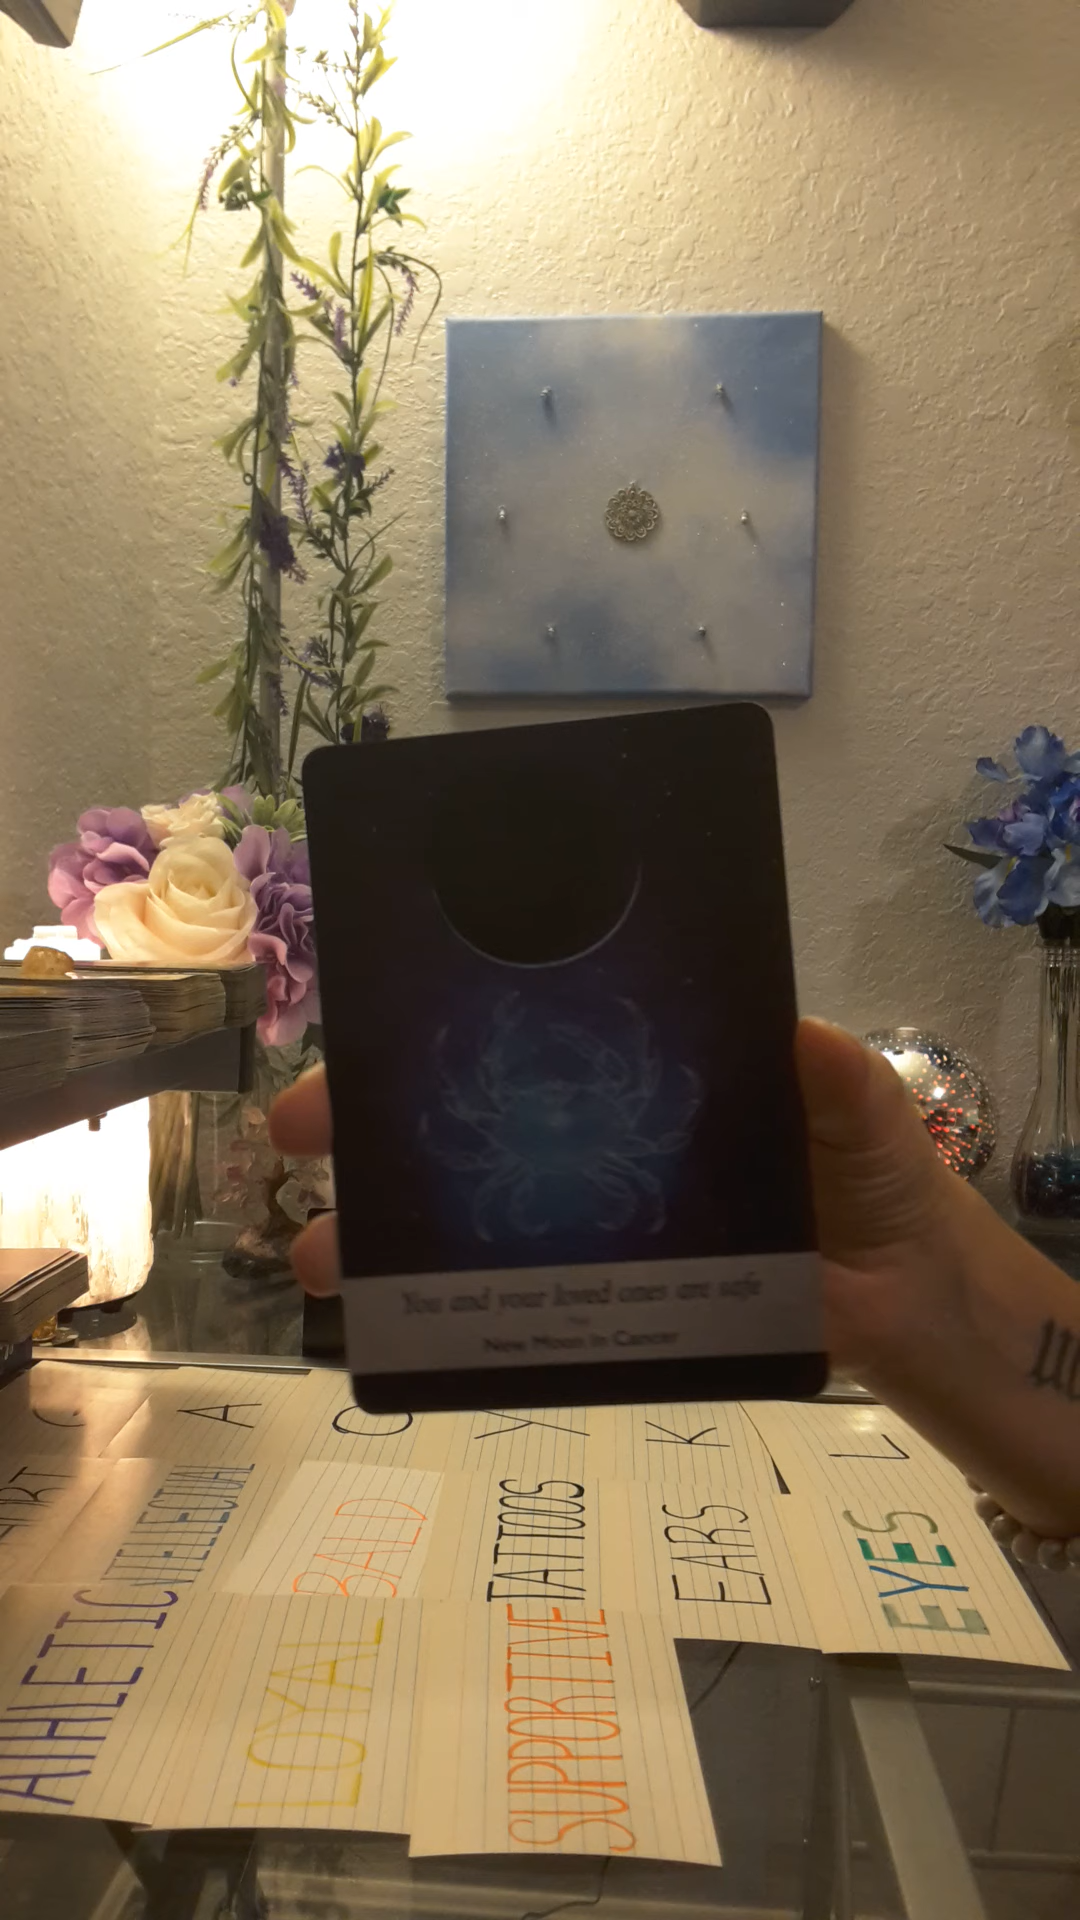 You and your loved ones are safe
New Moon in Cancer
G
A
O
Y
K
L
INTELLECTUAL
BALD
TATTOOS
EARS
EYES
ATHLETIC
LOYAL
SUPPORTIVE